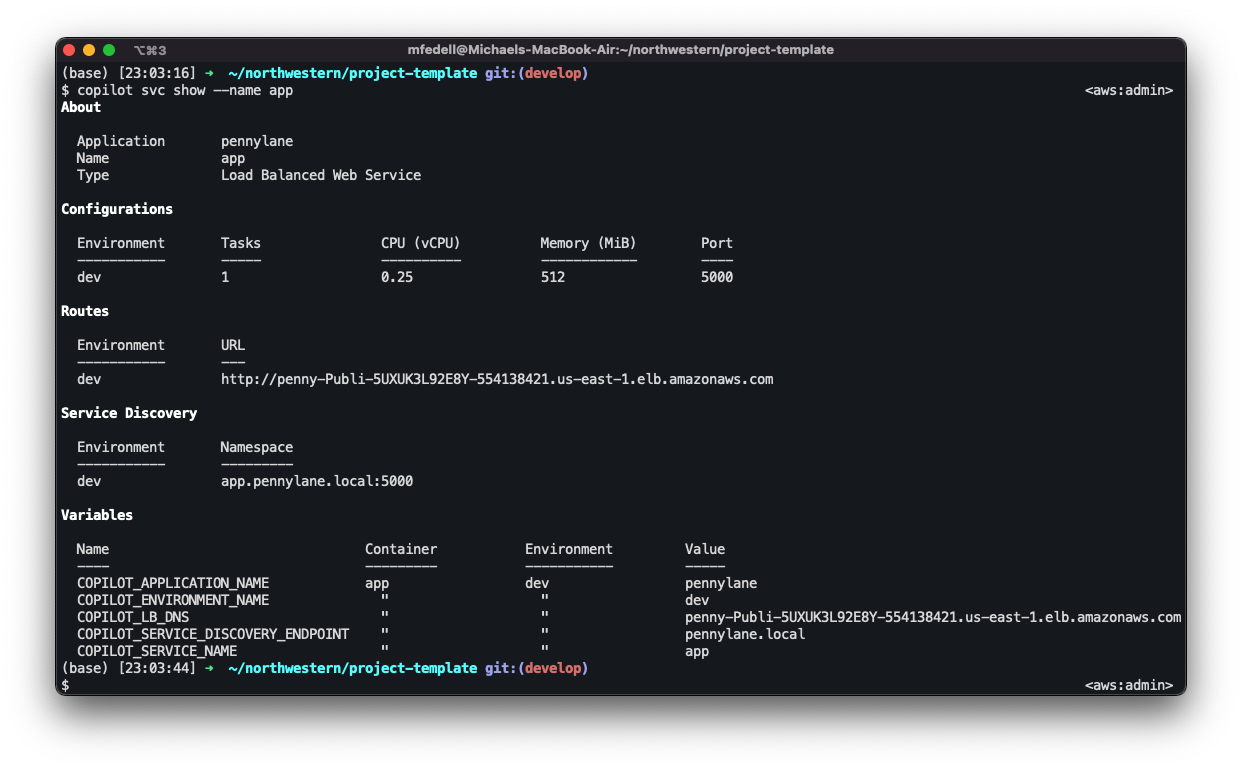 ⌥⌘3 mfedell@Michaels-MacBook-Air:~/northwestern/project-template
(base) [23:03:16] → ~/northwestern/project-template git:(develop)
$ copilot svc show --name app <aws:admin>
About
Application pennylane
Name app
Type Load Balanced Web Service
Configurations
Environment Tasks CPU (vCPU) Memory (MiB) Port
----------- ----- ---------- ------------ ----
dev 1 0.25 512 5000
Routes
Environment URL
----------- ---
dev http://penny-Publi-5UXUK3L92E8Y-554138421.us-east-1.elb.amazonaws.com
Service Discovery
Environment Namespace
----------- ---------
dev app.pennylane.local:5000
Variables
Name Container Environment Value
---- --------- ----------- -----
COPILOT_APPLICATION_NAME app dev pennylane
COPILOT_ENVIRONMENT_NAME " " dev
COPILOT_LB_DNS " " penny-Publi-5UXUK3L92E8Y-554138421.us-east-1.elb.amazonaws.com
COPILOT_SERVICE_DISCOVERY_ENDPOINT " " pennylane.local
COPILOT_SERVICE_NAME " " app
(base) [23:03:44] → ~/northwestern/project-template git:(develop)
$ <aws:admin>